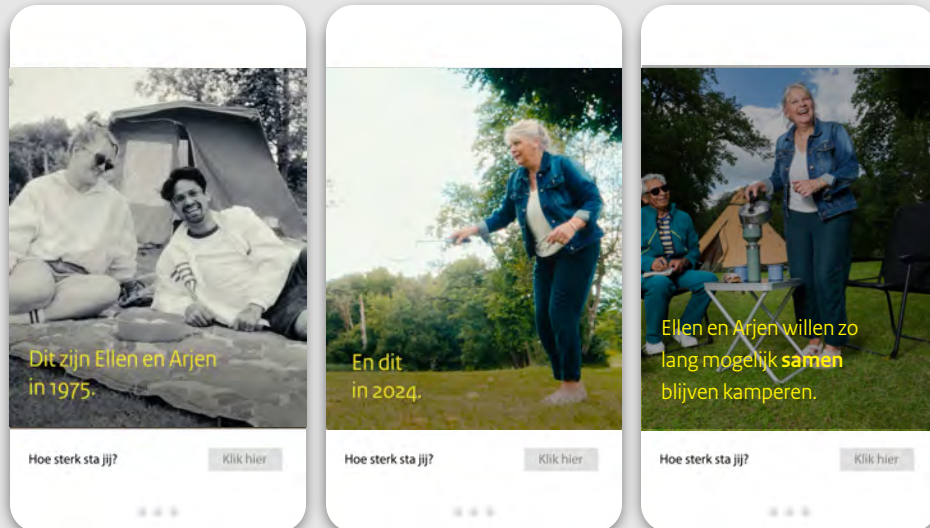 Dit zijn Ellen en Arjen
in 1975.
Hoe sterk sta jij?
Klik hier
En dit
in 2024.
Hoe sterk sta jij?
Klik hier
Ellen en Arjen willen zo
lang mogelijk samen
blijven kamperen.
Hoe sterk sta jij?
Klik hier